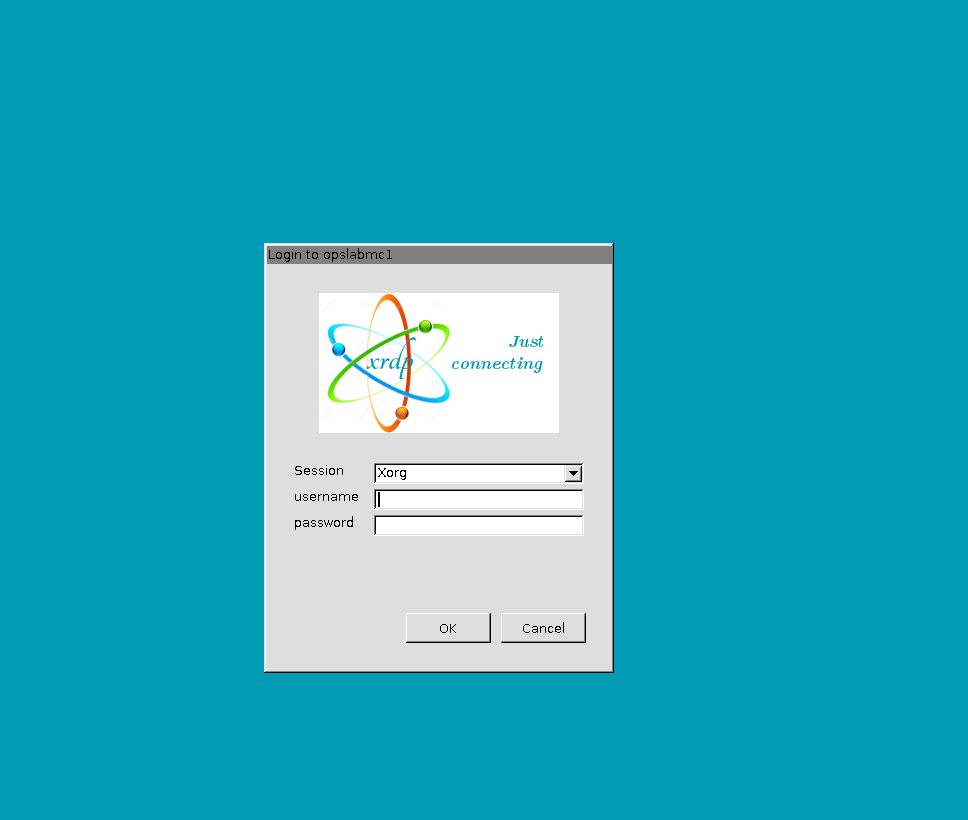 Login to opslabmc1
xrdp
Just
connecting
Session
Xorg
username
password
OK
Cancel